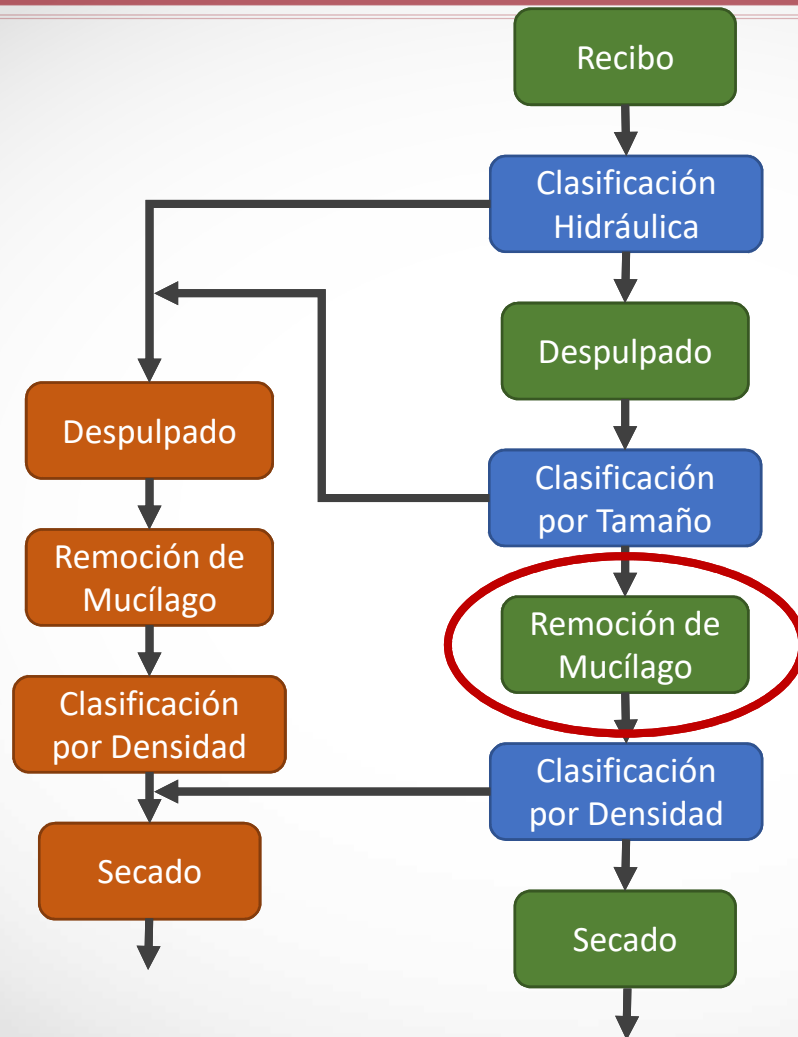 Recibo
Clasificación
Hidráulica
Despulpado
Clasificación
por Tamaño
Remoción de
Mucílago
Clasificación
por Densidad
Secado
Despulpado
Remoción de
Mucílago
Clasificación
por Densidad
Secado